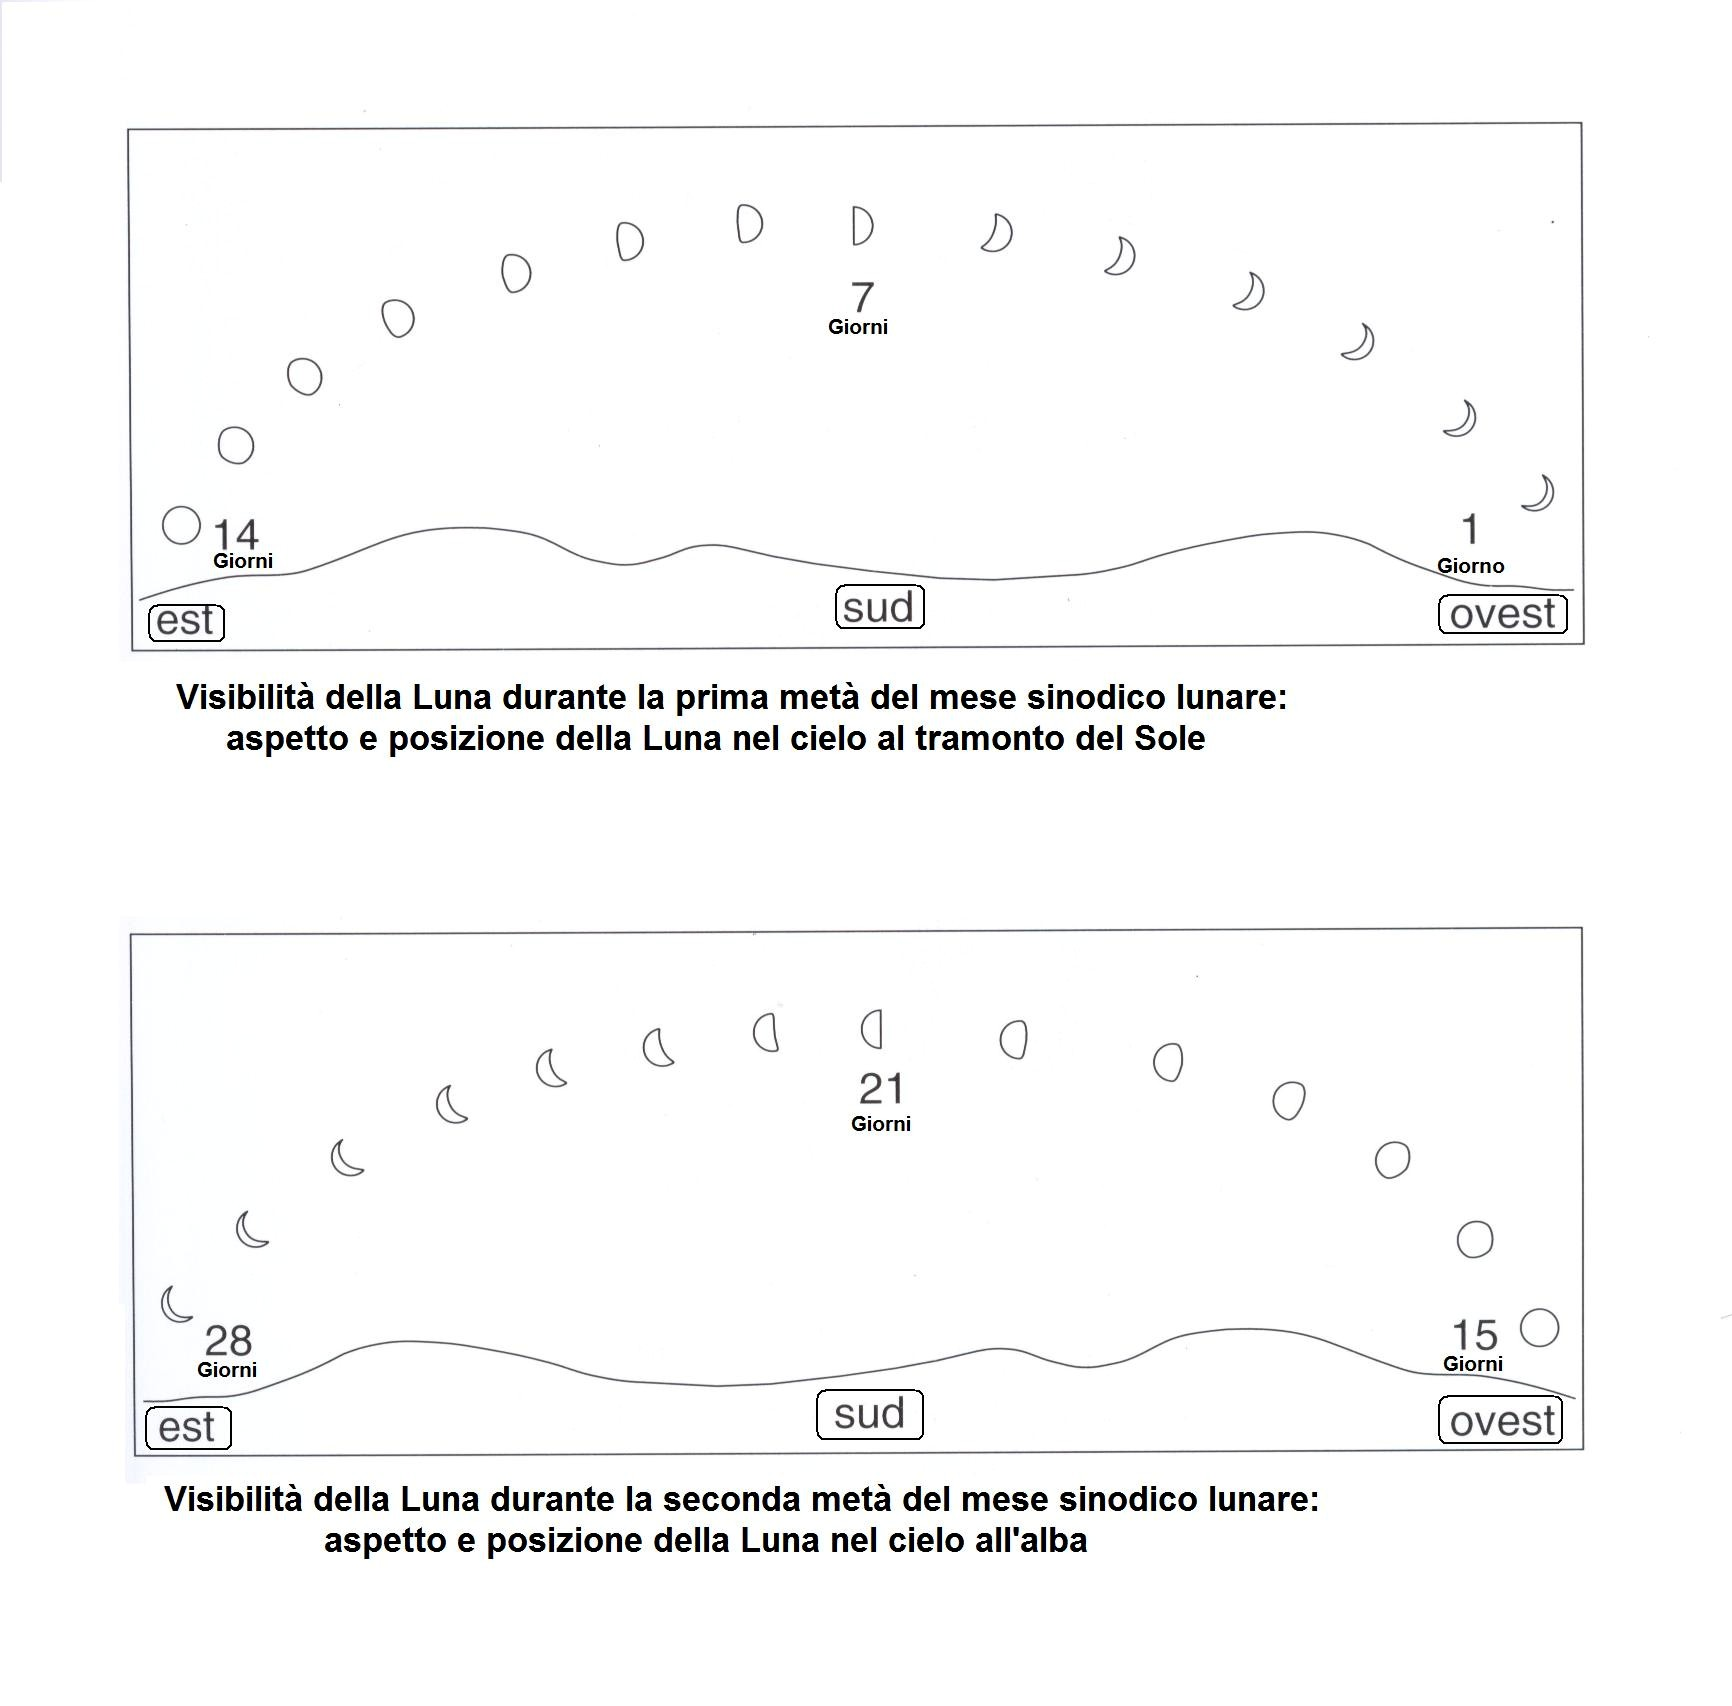 7
Giorni
14
Giorni
1
Giorno
est
sud
ovest
Visibilità della Luna durante la prima metà del mese sinodico lunare:
aspetto e posizione della Luna nel cielo al tramonto del Sole
21
Giorni
28
Giorni
15
Giorni
est
sud
ovest
Visibilità della Luna durante la seconda metà del mese sinodico lunare:
aspetto e posizione della Luna nel cielo all'alba